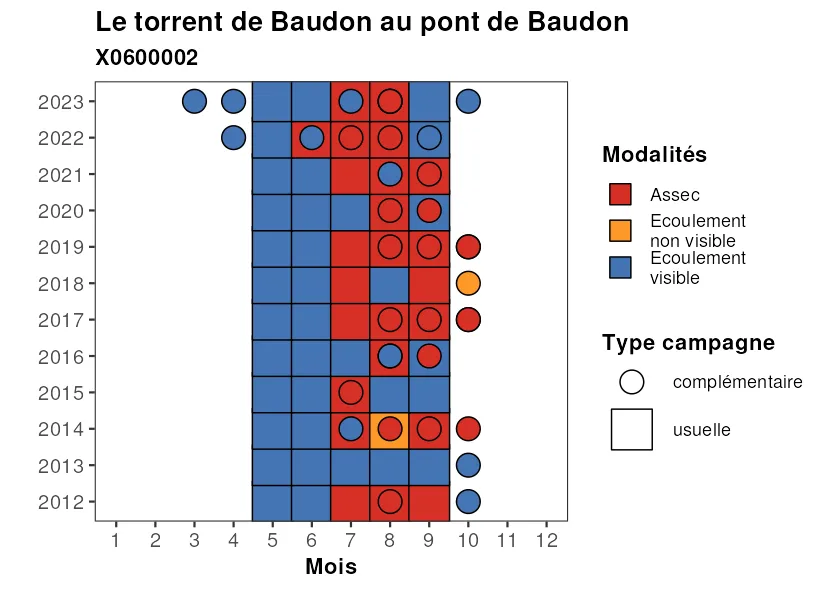 Le torrent de Baudon au pont de Baudon
X0600002
2023
2022
2021
2020
2019
2018
2017
2016
2015
2014
2013
2012
1 2 3 4 5 6 7 8 9 10 11 12
Mois
Modalités
Assec
Ecoulement
non visible
Ecoulement
visible
Type campagne
complémentaire
usuelle